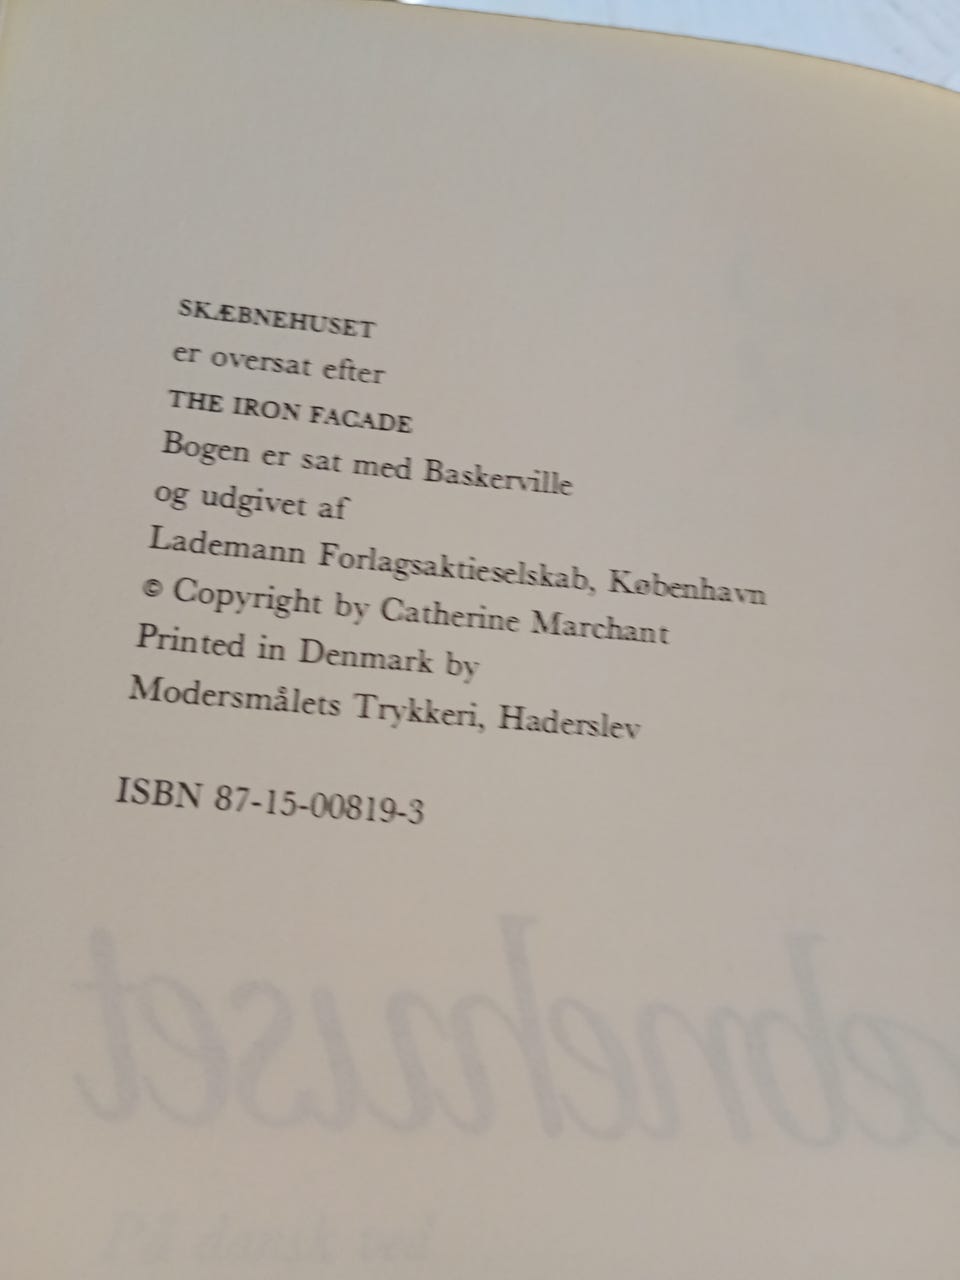 SKÆBNEHUSET
er oversat efter
THE IRON FACADE
Bogen er sat med Baskerville
og udgivet af
Lademann Forlagsaktieselskab, København
© Copyright by Catherine Marchant
Printed in Denmark by
Modersmålets Trykkeri, Haderslev
ISBN 87-15-00819-3